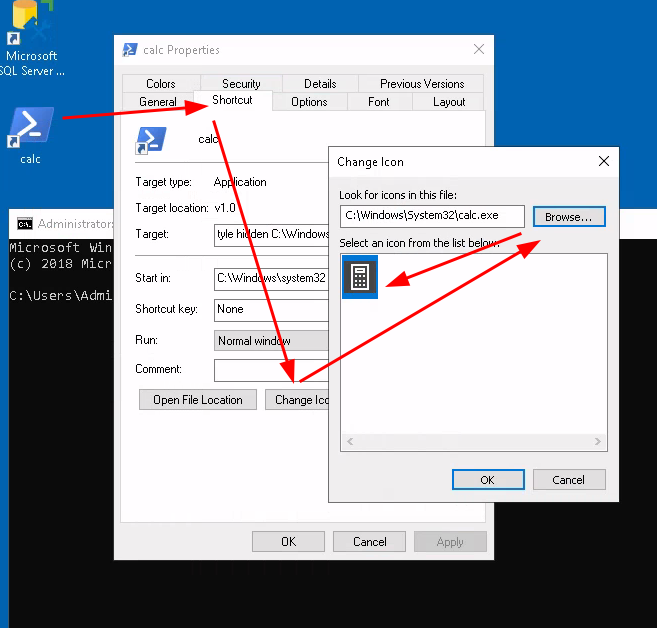 Microsoft
SQL Server ...
calc
calc Properties
Colors
Security
Details
Previous Versions
General
Shortcut
Options
Font
Layout
calc
Target type:
Application
Target location:
v1.0
Target:
tyle hidden C:\Windows
Start in:
C:\Windows\system32
Shortcut key:
None
Run:
Normal window
Comment:
Open File Location
Change Ico
OK
Cancel
Apply
Change Icon
Look for icons in this file:
C:\Windows\System32\calc.exe
Browse...
Select an icon from the list below:
OK
Cancel
Administrator:
Microsoft Win
(c) 2018 Micr
C:\Users\Admi